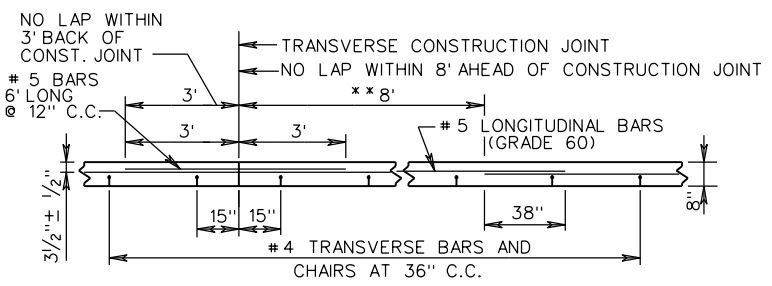 NO LAP WITHIN
3' BACK OF
CONST. JOINT
TRANSVERSE CONSTRUCTION JOINT
NO LAP WITHIN 8' AHEAD OF CONSTRUCTION JOINT
# 5 BARS
6' LONG
@ 12" C.C.
3'
**8'
3'
3'
#5 LONGITUDINAL BARS
(GRADE 60)
3½"± ½"
15"
15"
38"
8"
#4 TRANSVERSE BARS AND
CHAIRS AT 36" C.C.